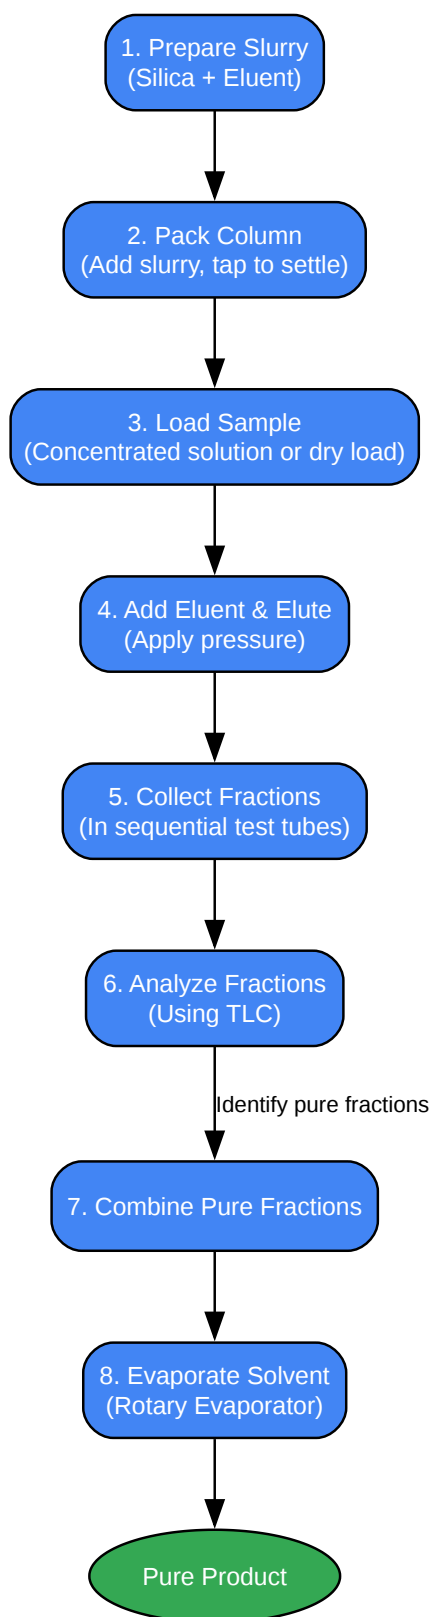 1. Prepare Slurry
(Silica + Eluent)
2. Pack Column
(Add slurry, tap to settle)
3. Load Sample
(Concentrated solution or dry load)
4. Add Eluent & Elute
(Apply pressure)
5. Collect Fractions
(In sequential test tubes)
6. Analyze Fractions
(Using TLC)
Identify pure fractions
7. Combine Pure Fractions
8. Evaporate Solvent
(Rotary Evaporator)
Pure Product